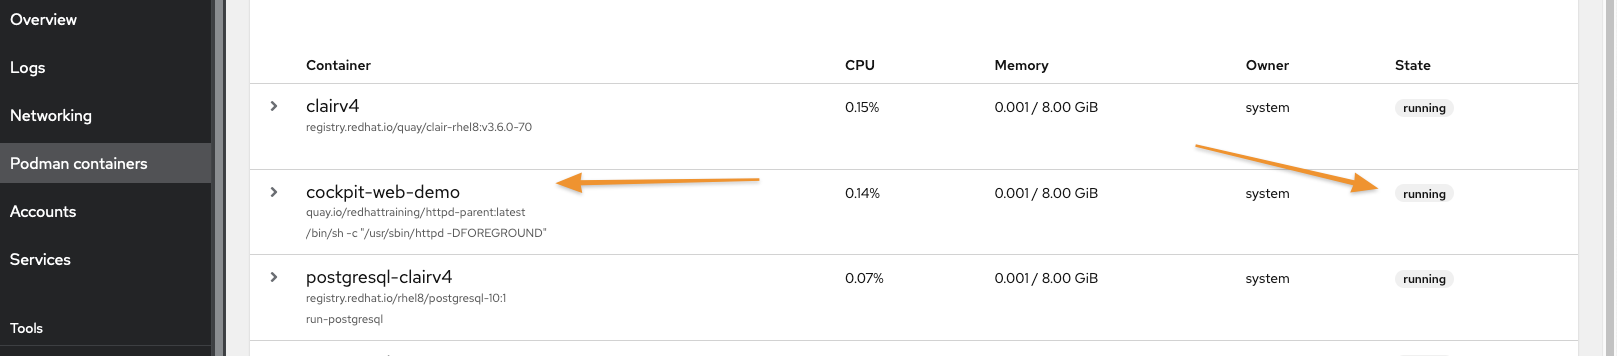 Overview
Logs
Networking
Podman containers
Accounts
Services
Tools
Container CPU Memory Owner State
clairv4 0.15% 0.001 / 8.00 GiB system running
registry.redhat.io/quay/clair-rhel8:v3.6.0-70
cockpit-web-demo 0.14% 0.001 / 8.00 GiB system running
quay.io/redhattraining/httpd-parent:latest
/bin/sh -c "/usr/sbin/httpd -DFOREGROUND"
postgresql-clairv4 0.07% 0.001 / 8.00 GiB system running
registry.redhat.io/rhel8/postgresql-10:1
run-postgresql